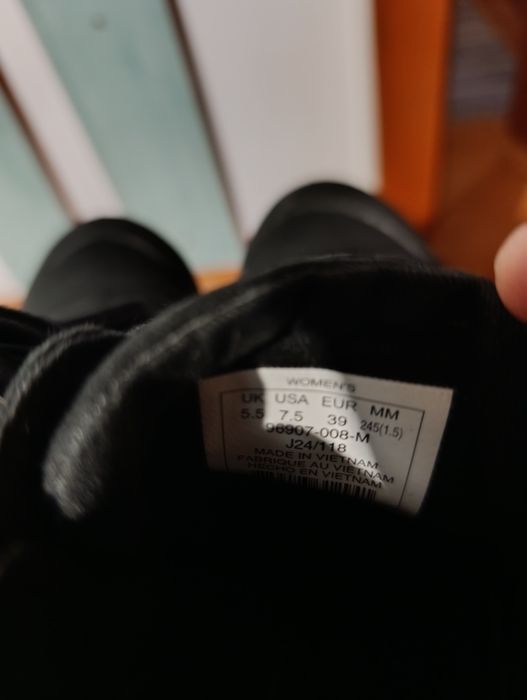 WOMEN'S
UK USA EUR MM
5.5 7.5 39 245(1.5)
96907-008-M
J24/118
MADE IN VIETNAM
FABRIQUE AU VIETNAM
HECHO EN VIETNAM